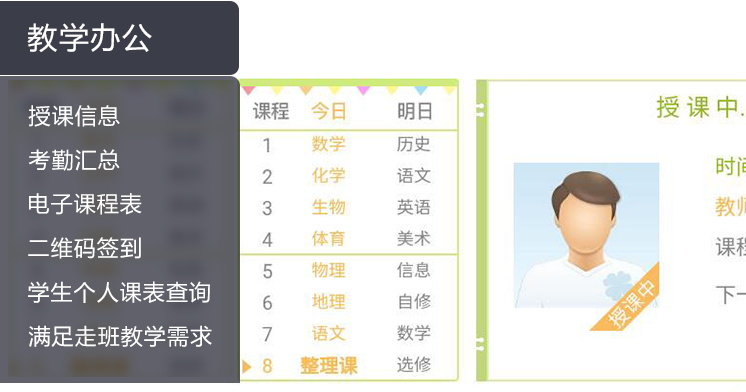 教学办公
授课信息
考勤汇总
电子课程表
二维码签到
学生个人课表查询
满足走班教学需求
课程 今日 明日
1 数学 历史
2 化学 语文
3 生物 英语
4 体育 美术
5 物理 信息
6 地理 自修
7 语文 数学
8 整理课 选修
授课中.
时间
教师
课程
下一
授课中